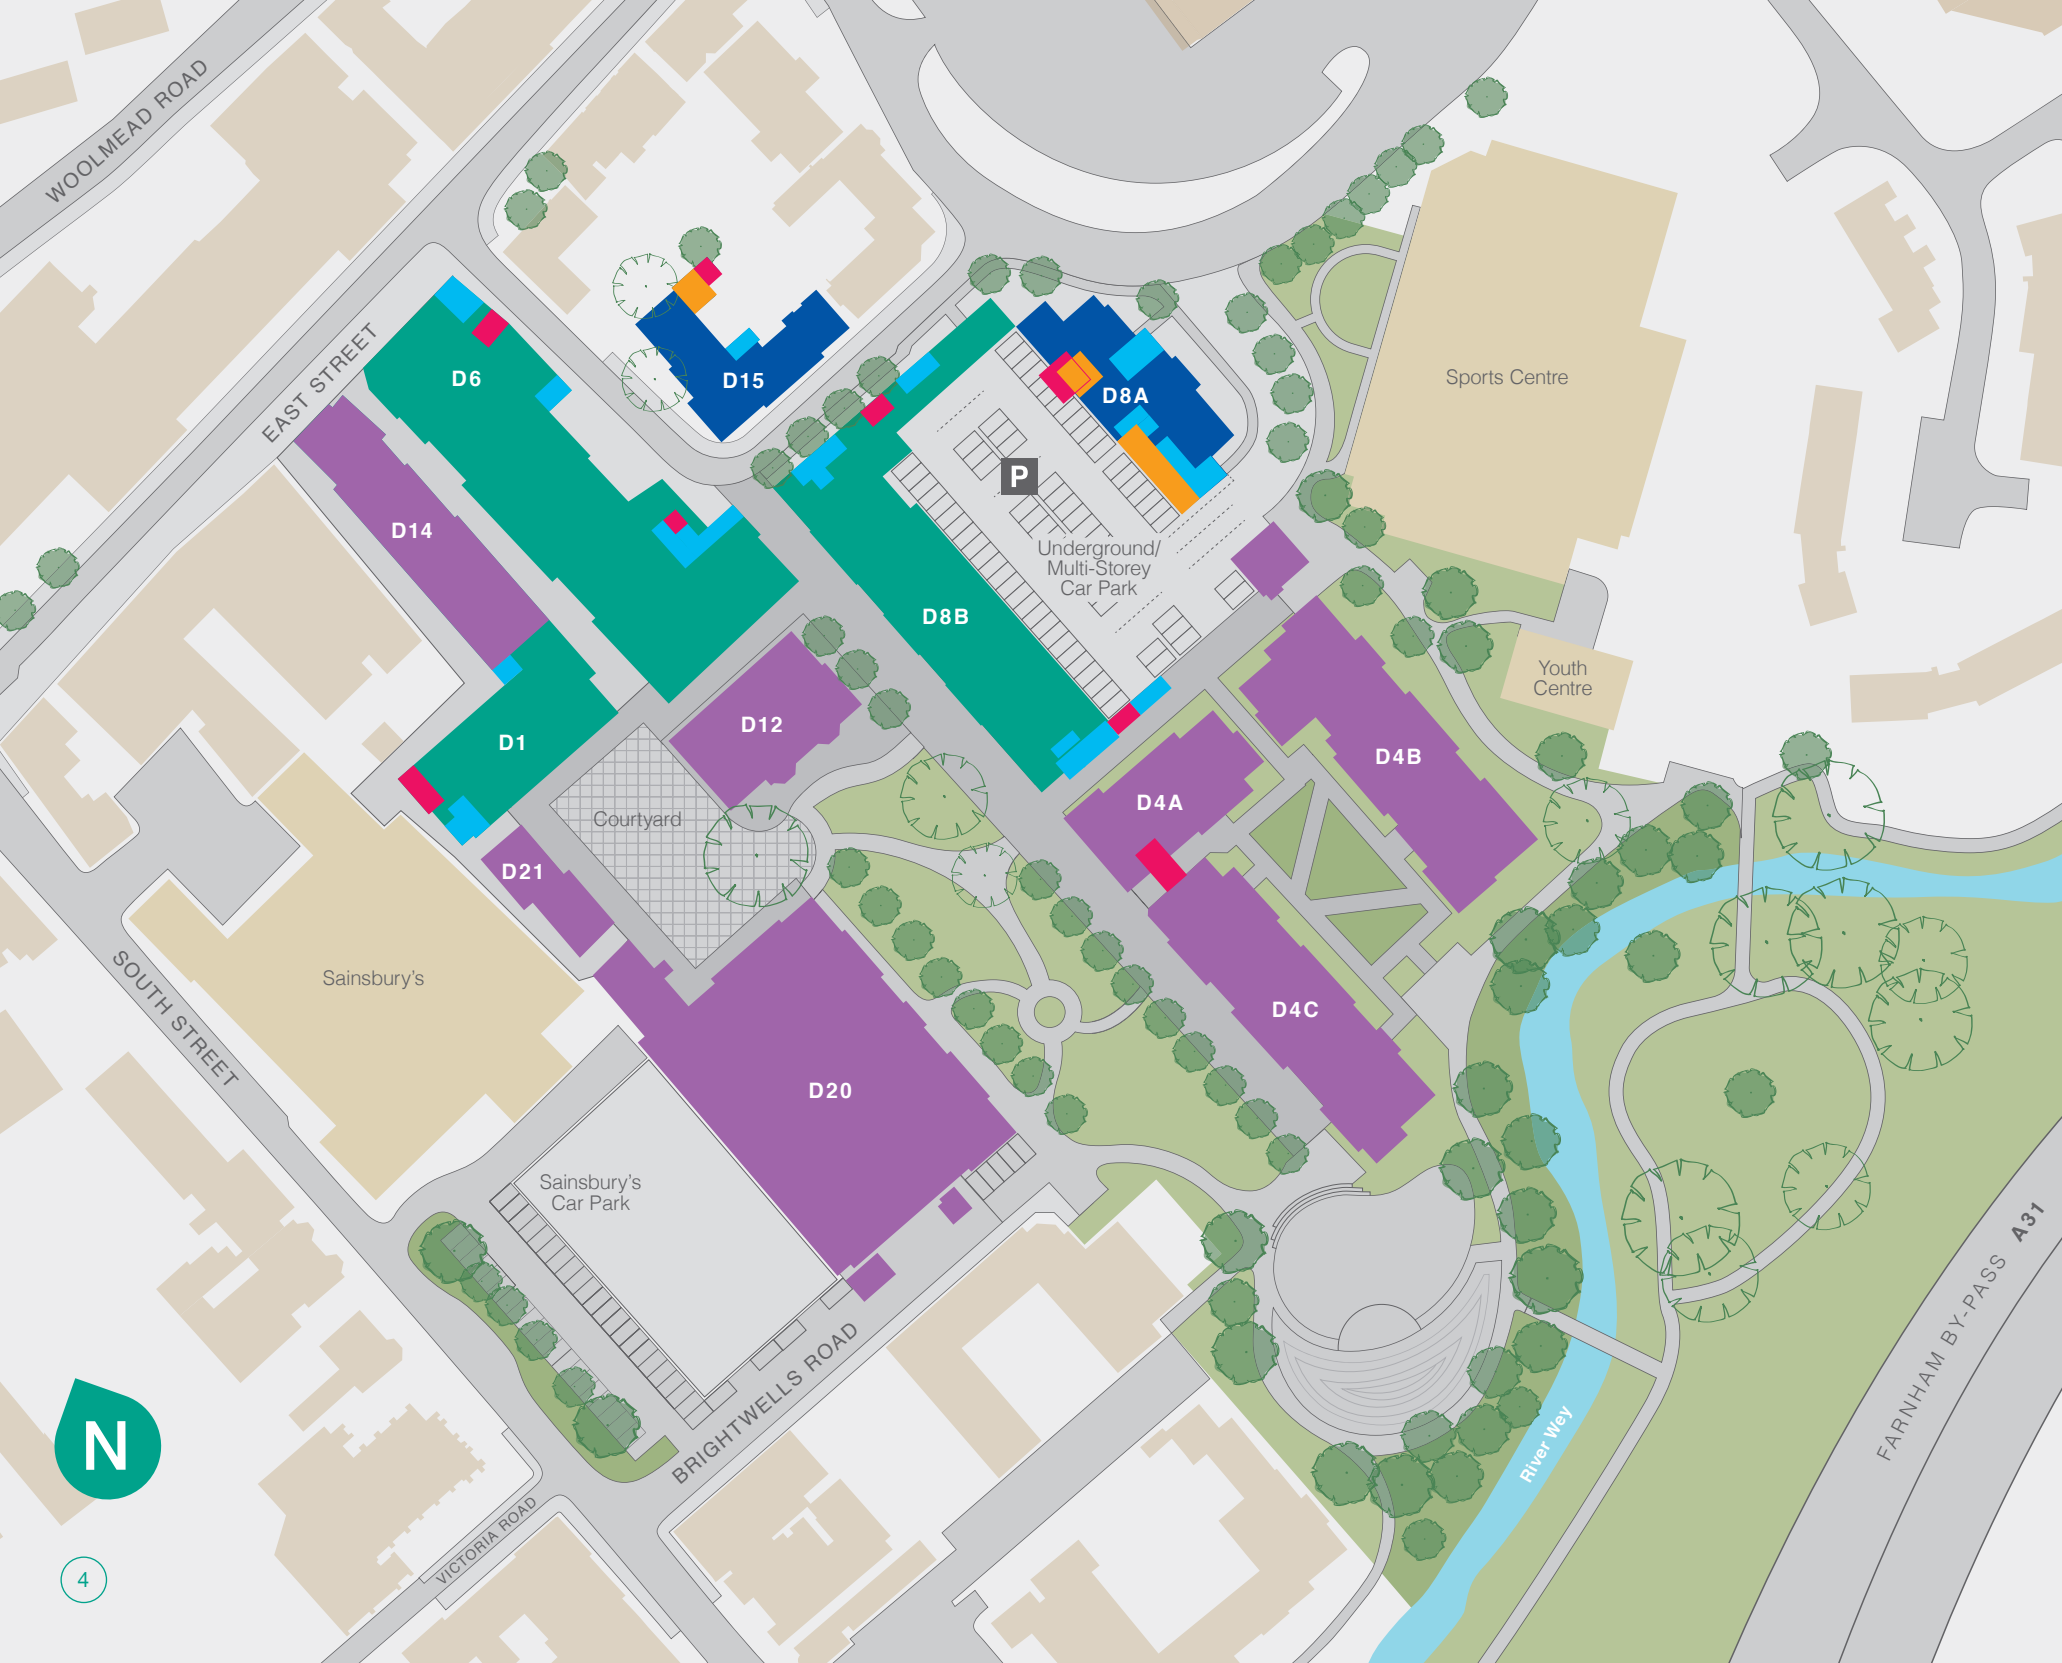 WOOLMEAD ROAD
EAST STREET
D6
D15
D8A
Sports Centre
D14
P
Underground/
Multi-Storey
Car Park
D8B
Youth
Centre
D1
D12
D4B
D4A
Courtyard
D21
Sainsbury's
SOUTH STREET
D4C
D20
Sainsbury's
Car Park
FARNHAM BY-PASS A31
BRIGHTWELLS ROAD
River Wey
N
VICTORIA ROAD
4